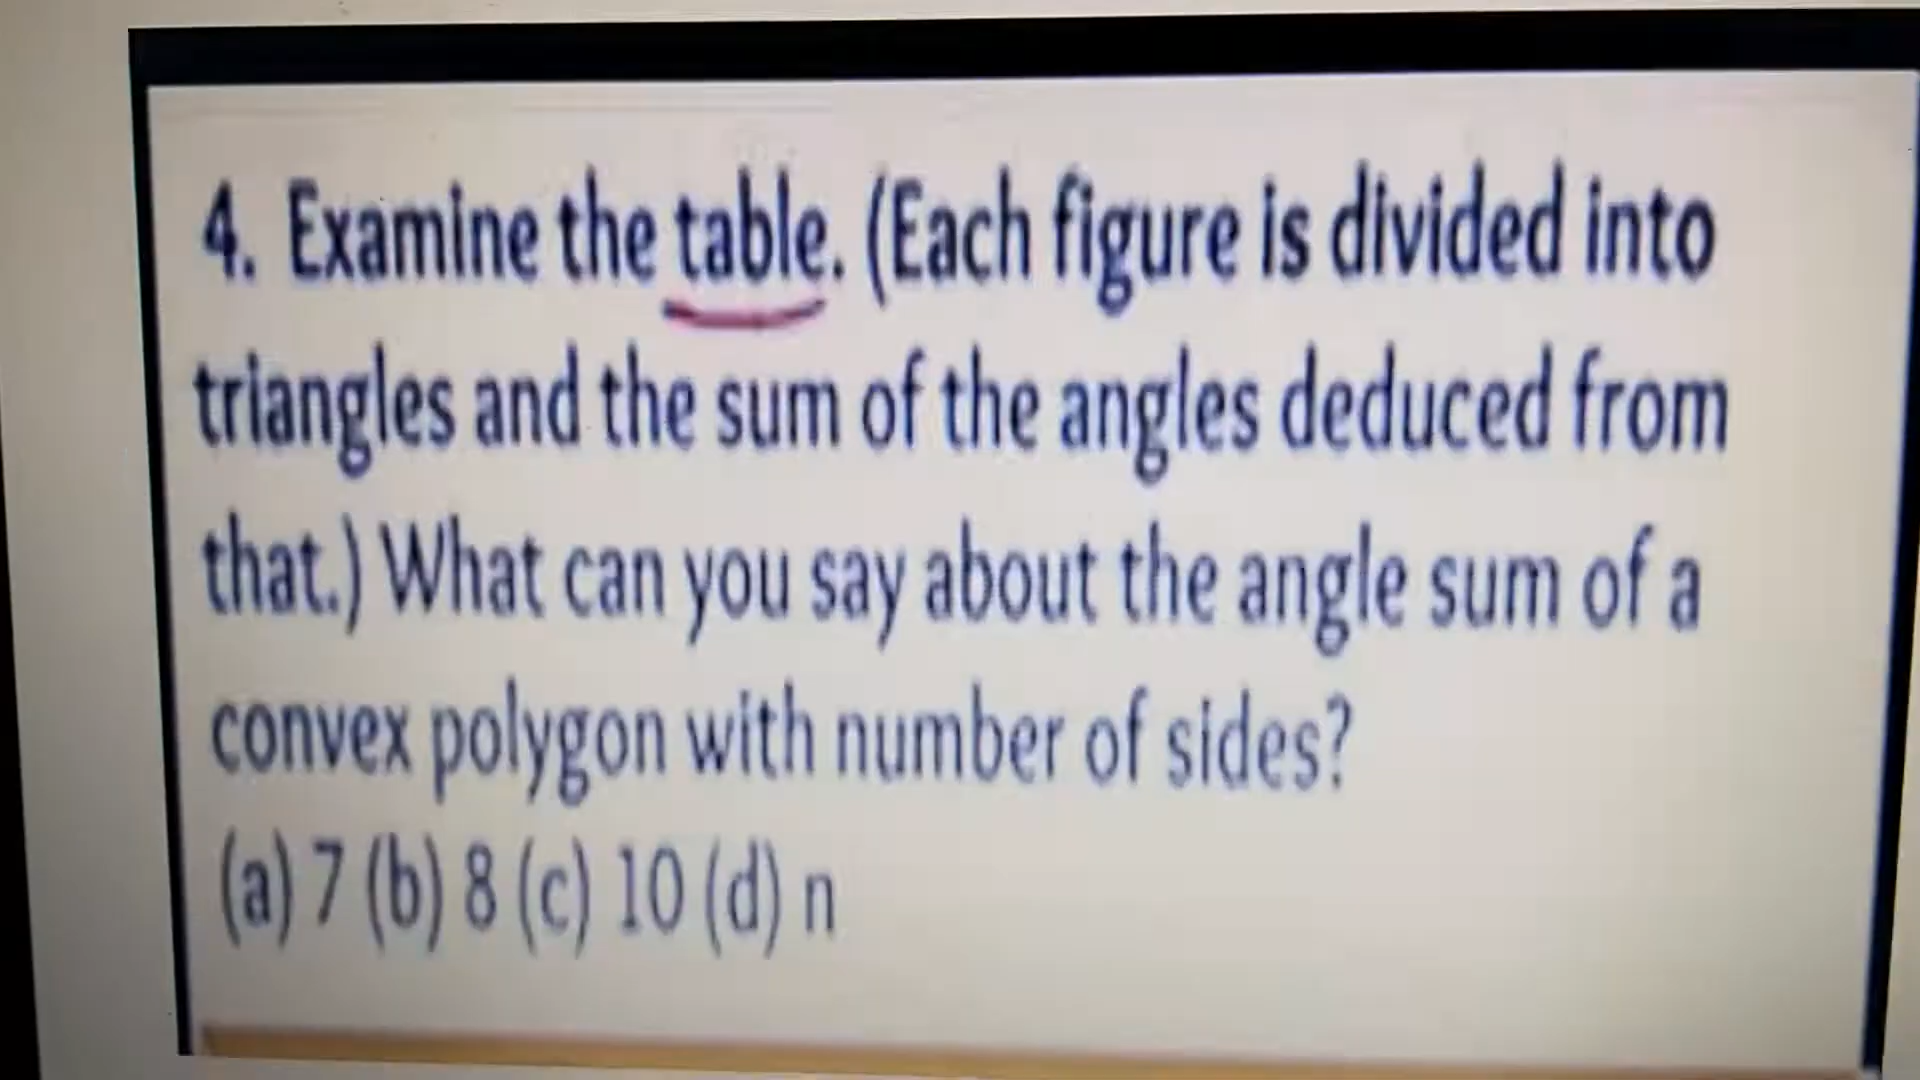 4. Examine the table. (Each figure is divided into
triangles and the sum of the angles deduced from
that.) What can you say about the angle sum of a
convex polygon with number of sides?
(a) 7 (b) 8 (c) 10 (d) n